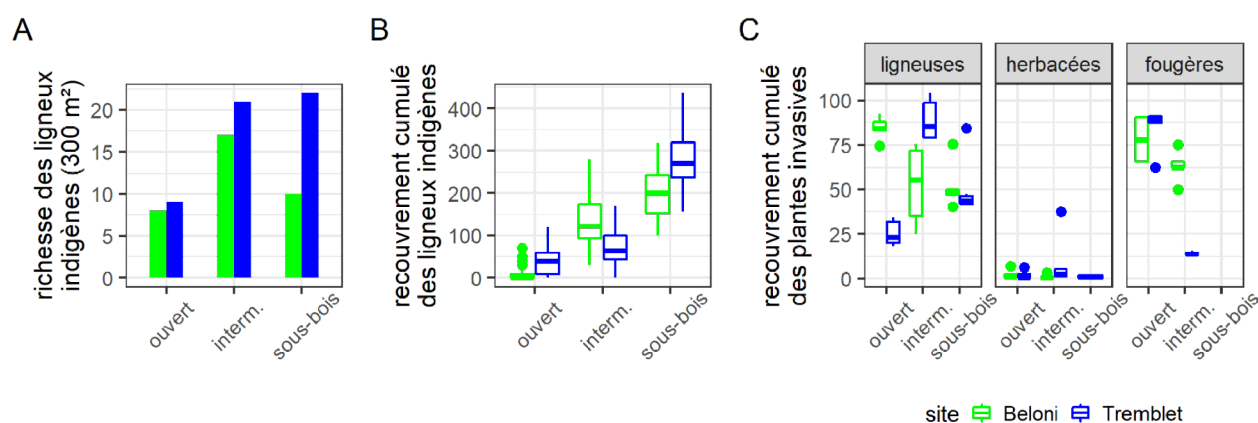 A
richesse des ligneux
indigènes (300 m²)
20
15
10
5
0
ouvert
interm.
sous-bois
B
recouvrement cumulé
des ligneux indigènes
400
300
200
100
0
ouvert
interm.
sous-bois
C
recouvrement cumulé
des plantes invasives
ligneuses
herbacées
fougères
100
75
50
25
0
ouvert
interm.
sous-bois
ouvert
interm.
sous-bois
ouvert
interm.
sous-bois
site Beloni Tremblet